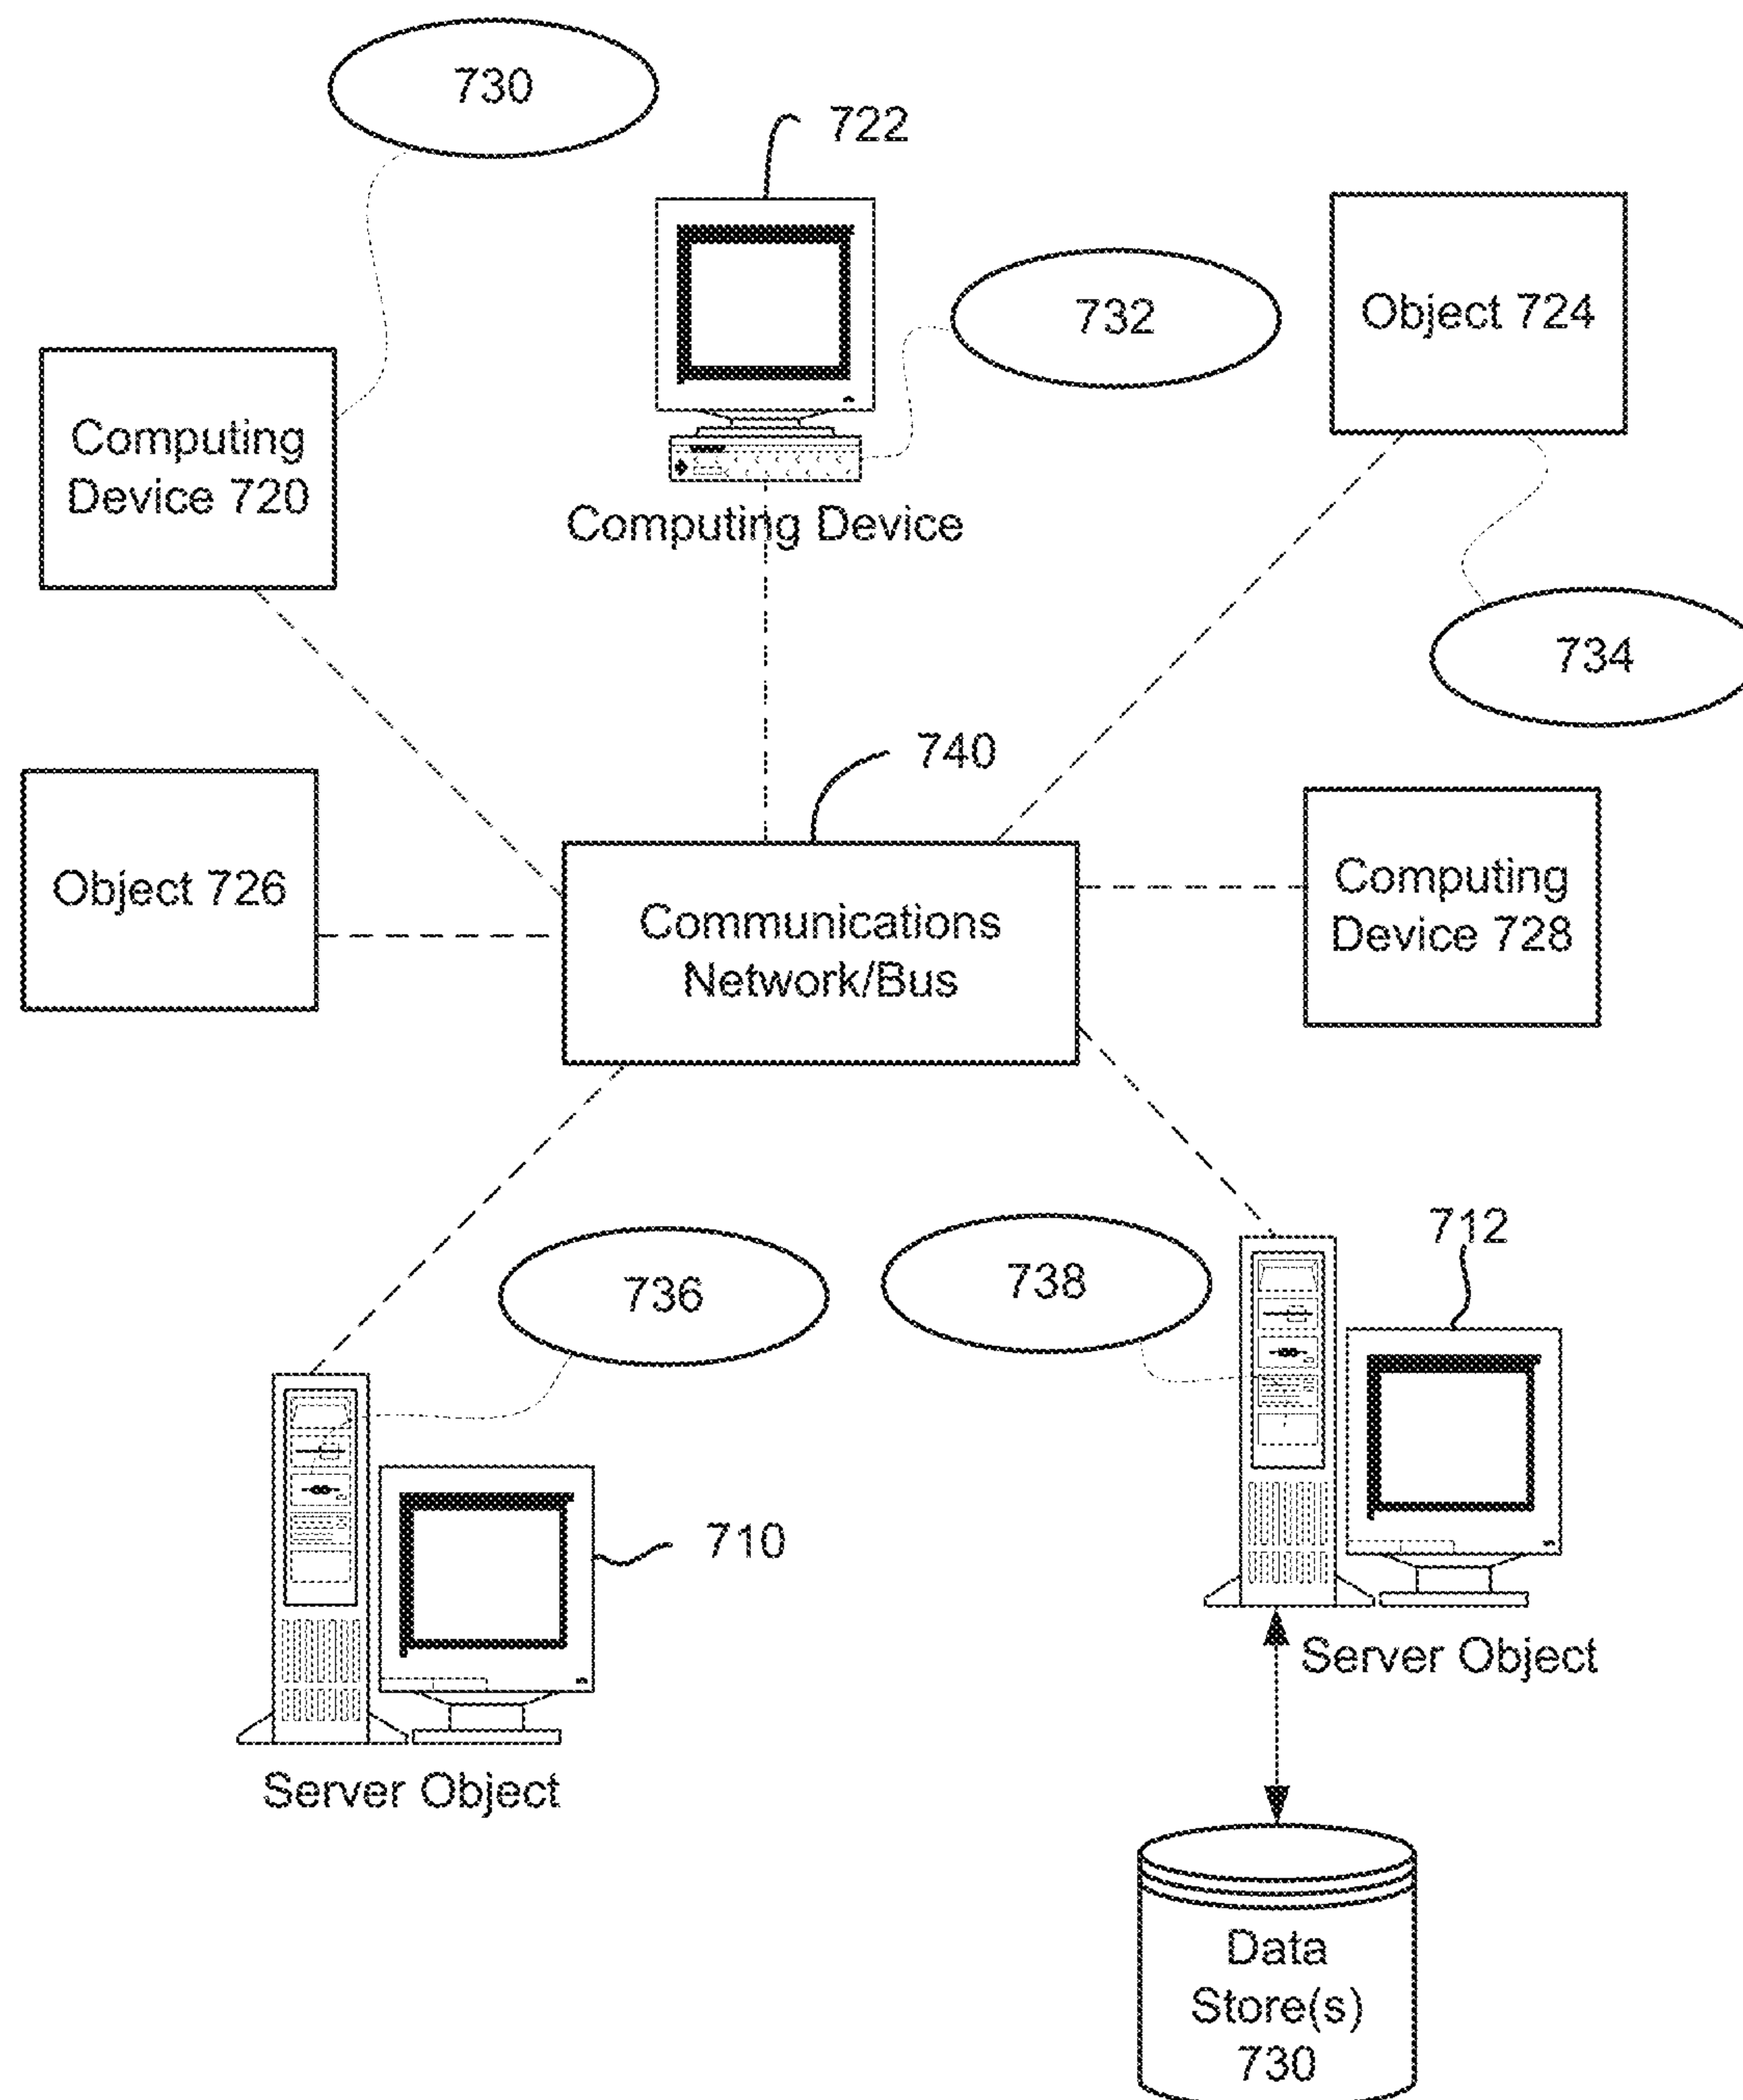 730
722
732
Object 724
Computing
Device 720
Computing Device
734
740
Object 726
Communications
Network/Bus
Computing
Device 728
736
738
712
710
Server Object
Server Object
Data
Store(s)
730